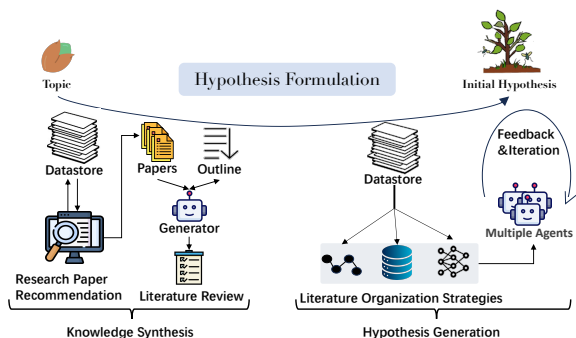 Topic
Hypothesis Formulation
Initial Hypothesis
Datastore
Papers
Outline
Generator
Research Paper
Recommendation
Literature Review
Knowledge Synthesis
Datastore
Feedback
&Iteration
Multiple Agents
Literature Organization Strategies
Hypothesis Generation